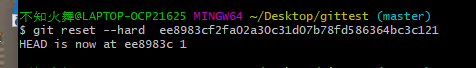 不知火舞@LAPTOP-OCP21625 MINGW64 ~/Desktop/gittest (master)
$ git reset --hard  ee8983cf2fa02a30c31d07b78fd586364bc3c121
HEAD is now at ee8983c 1